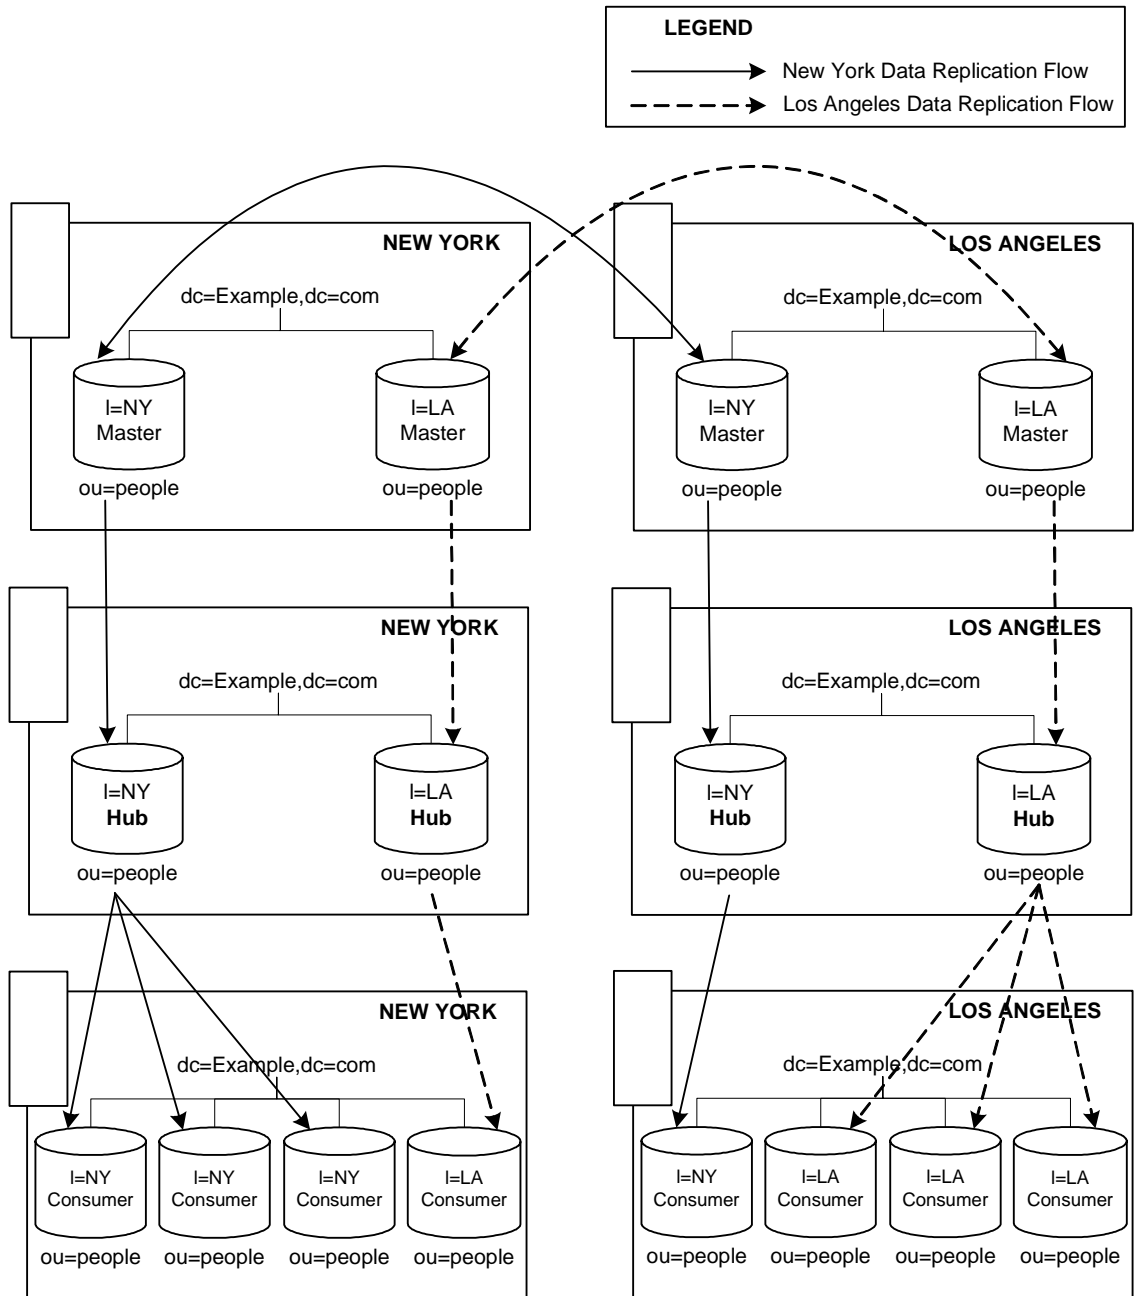 LEGEND
New York Data Replication Flow
Los Angeles Data Replication Flow
NEW YORK
dc=Example,dc=com
l=NY
Master
ou=people
l=LA
Master
ou=people
LOS ANGELES
dc=Example,dc=com
l=NY
Master
ou=people
l=LA
Master
ou=people
NEW YORK
dc=Example,dc=com
l=NY
Hub
ou=people
l=LA
Hub
ou=people
LOS ANGELES
dc=Example,dc=com
l=NY
Hub
ou=people
l=LA
Hub
ou=people
NEW YORK
dc=Example,dc=com
l=NY
Consumer
ou=people
l=NY
Consumer
ou=people
l=NY
Consumer
ou=people
l=LA
Consumer
ou=people
LOS ANGELES
dc=Example,dc=com
l=NY
Consumer
ou=people
l=LA
Consumer
ou=people
l=LA
Consumer
ou=people
l=LA
Consumer
ou=people